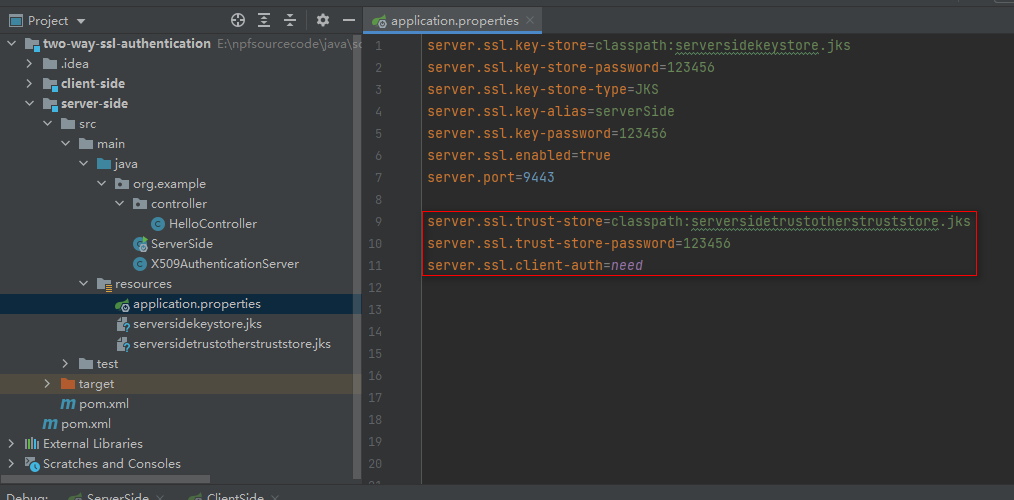 Project
application.properties
two-way-ssl-authentication E:\npfsourcecode\java\sc
.idea
client-side
server-side
src
main
java
org.example
controller
HelloController
ServerSide
X509AuthenticationServer
resources
application.properties
serversidekeystore.jks
serversidetrustotherstruststore.jks
test
target
pom.xml
pom.xml
External Libraries
Scratches and Consoles
1 server.ssl.key-store=classpath:serversidekeystore.jks
2 server.ssl.key-store-password=123456
3 server.ssl.key-store-type=JKS
4 server.ssl.key-alias=serverSide
5 server.ssl.key-password=123456
6 server.ssl.enabled=true
7 server.port=9443
8
9 server.ssl.trust-store=classpath:serversidetrustotherstruststore.jks
10 server.ssl.trust-store-password=123456
11 server.ssl.client-auth=need
12
13
14
15
16
17
18
19
20
Debug: ServerSide ClientSide